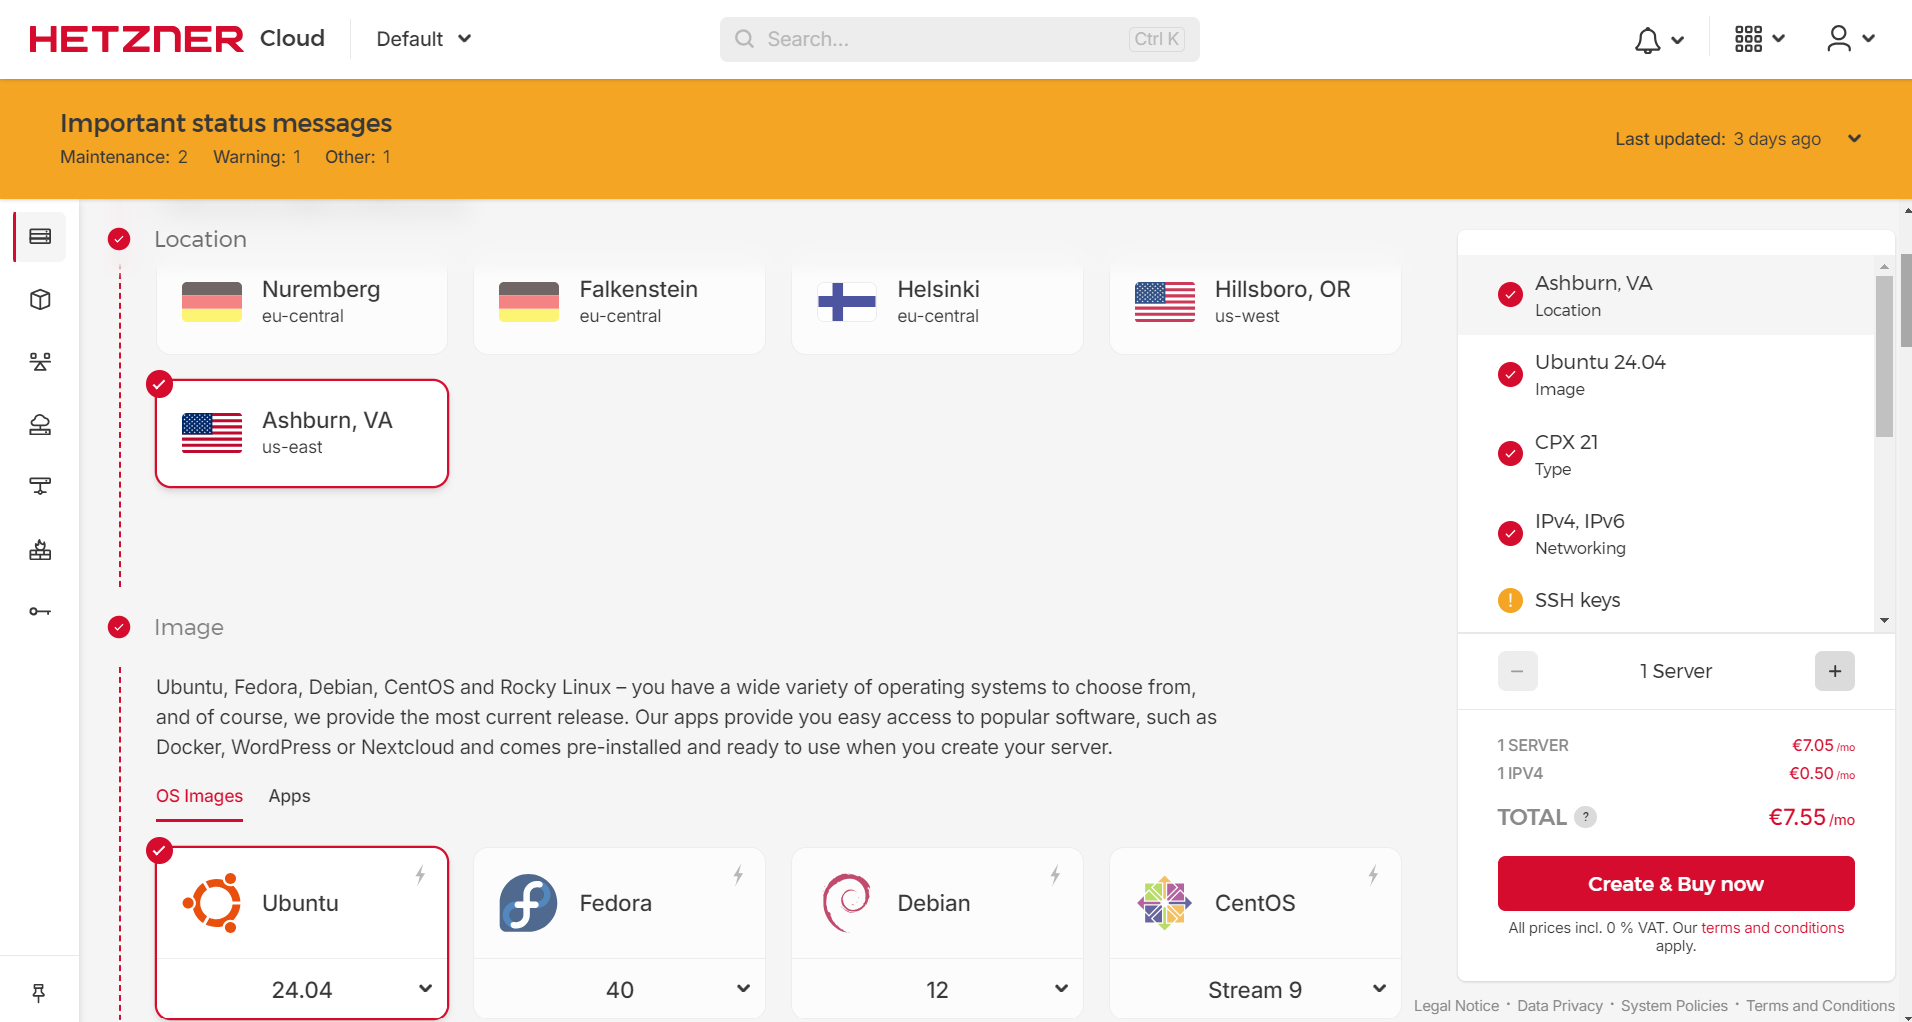 HETZNER Cloud
Default
Search...
Ctrl K
Important status messages
Maintenance: 2 Warning: 1 Other: 1
Last updated: 3 days ago
Location
Nuremberg
eu-central
Falkenstein
eu-central
Helsinki
eu-central
Hillsboro, OR
us-west
Ashburn, VA
us-east
Image
Ubuntu, Fedora, Debian, CentOS and Rocky Linux – you have a wide variety of operating systems to choose from,
and of course, we provide the most current release. Our apps provide you easy access to popular software, such as
Docker, WordPress or Nextcloud and comes pre-installed and ready to use when you create your server.
OS Images Apps
Ubuntu
24.04
Fedora
40
Debian
12
CentOS
Stream 9
Ashburn, VA
Location
Ubuntu 24.04
Image
CPX 21
Type
IPv4, IPv6
Networking
! SSH keys
− 1 Server +
1 SERVER €7.05 /mo
1 IPV4 €0.50 /mo
TOTAL ? €7.55 /mo
Create & Buy now
All prices incl. 0 % VAT. Our terms and conditions
apply.
Legal Notice · Data Privacy · System Policies · Terms and Conditions